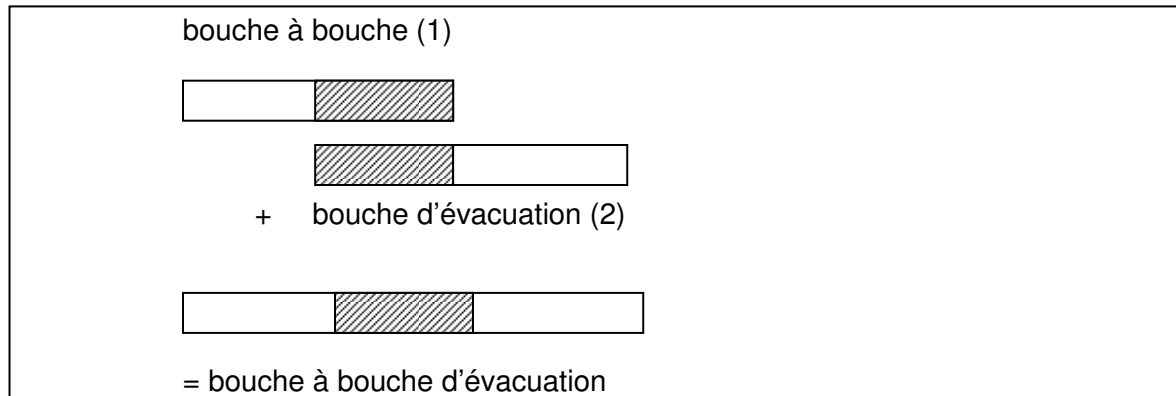 bouche à bouche (1)
+ bouche d’évacuation (2)
= bouche à bouche d’évacuation